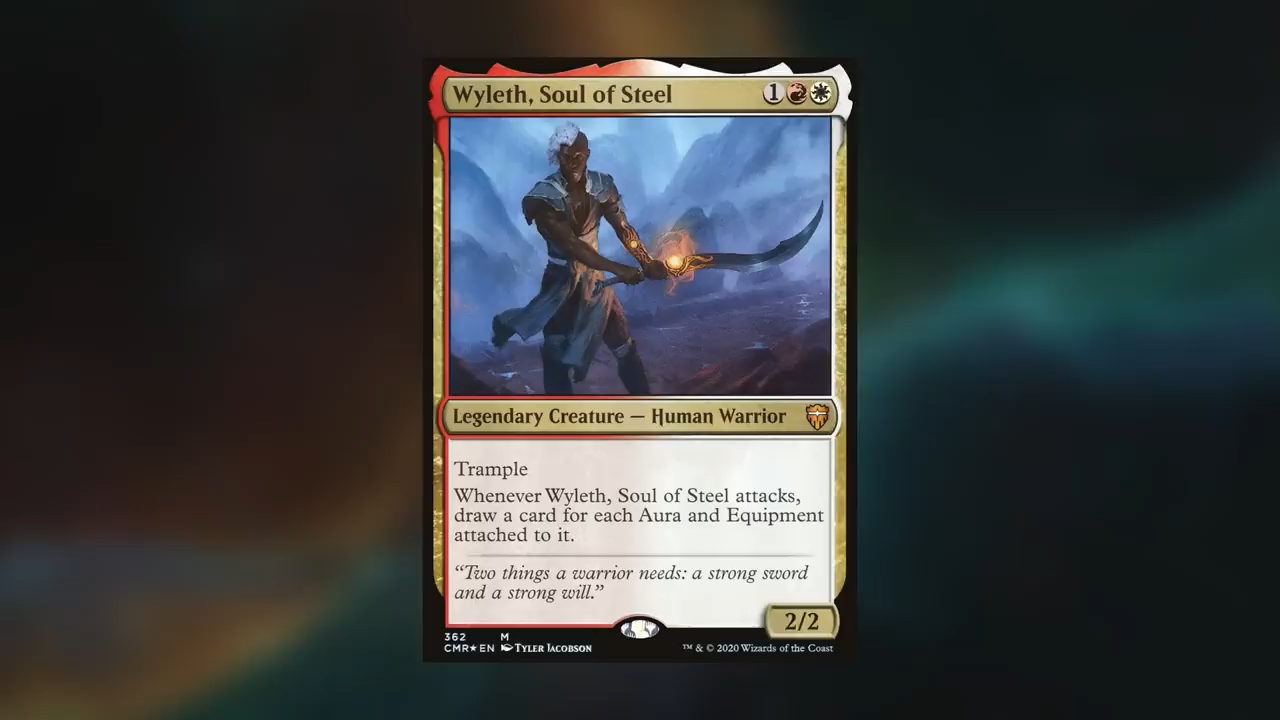 Wyleth, Soul of Steel 1
Legendary Creature — Human Warrior
Trample
Whenever Wyleth, Soul of Steel attacks,
draw a card for each Aura and Equipment
attached to it.
“Two things a warrior needs: a strong sword
and a strong will.”
2/2
362 M
CMR★EN Tyler Jacobson ™ & © 2020 Wizards of the Coast